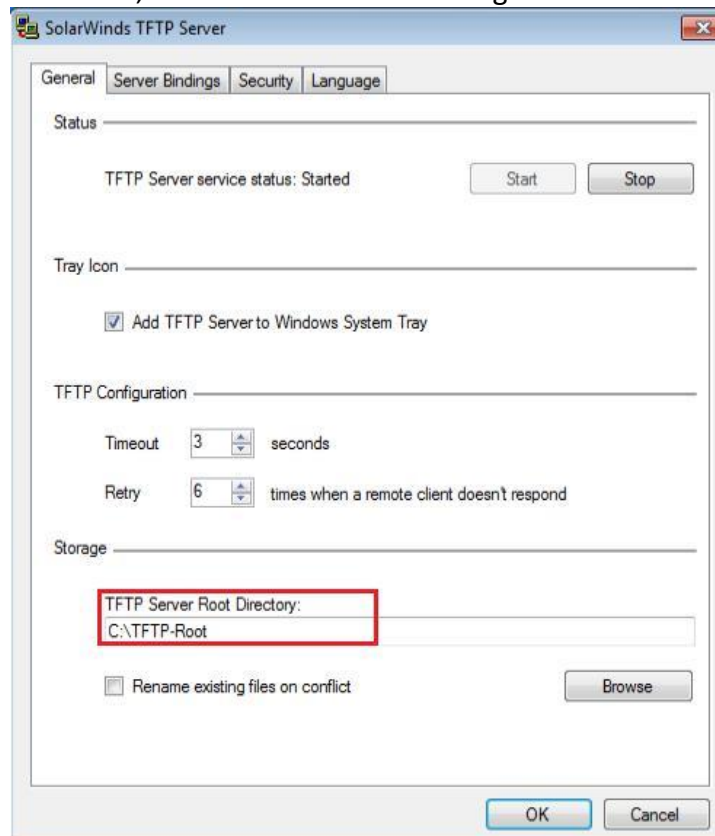 SolarWinds TFTP Server
General Server Bindings Security Language
Status
TFTP Server service status: Started Start Stop
Tray Icon
Add TFTP Server to Windows System Tray
TFTP Configuration
Timeout 3 seconds
Retry 6 times when a remote client doesn't respond
Storage
TFTP Server Root Directory:
C:\TFTP-Root
Rename existing files on conflict Browse
OK Cancel